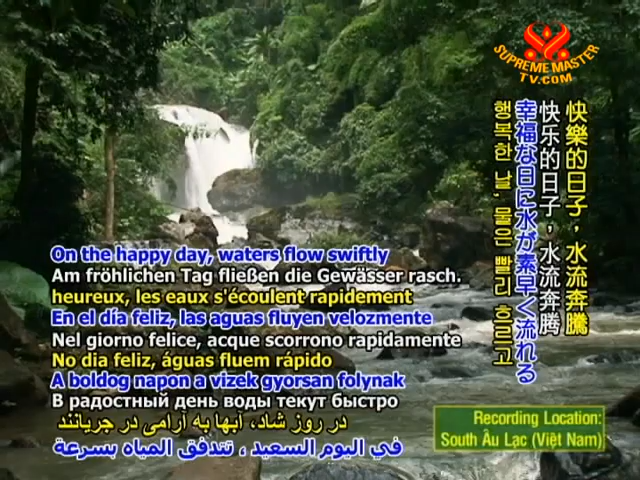 SUPREME MASTER
TV.COM
快樂的日子，水流奔騰
快乐的日子，水流奔腾
幸福な日に水が素早く流れる
행복한 날, 물은 빨리 흐르고
On the happy day, waters flow swiftly
Am fröhlichen Tag fließen die Gewässer rasch.
heureux, les eaux s'écoulent rapidement
En el día feliz, las aguas fluyen velozmente
Nel giorno felice, acque scorrono rapidamente
No dia feliz, águas fluem rápido
A boldog napon a vizek gyorsan folynak
В радостный день воды текут быстро
در روز شاد، آبها به آرامی در جریانند
في اليوم السعيد ، تتدفق المياه بسرعة
Recording Location:
South Âu Lạc (Việt Nam)